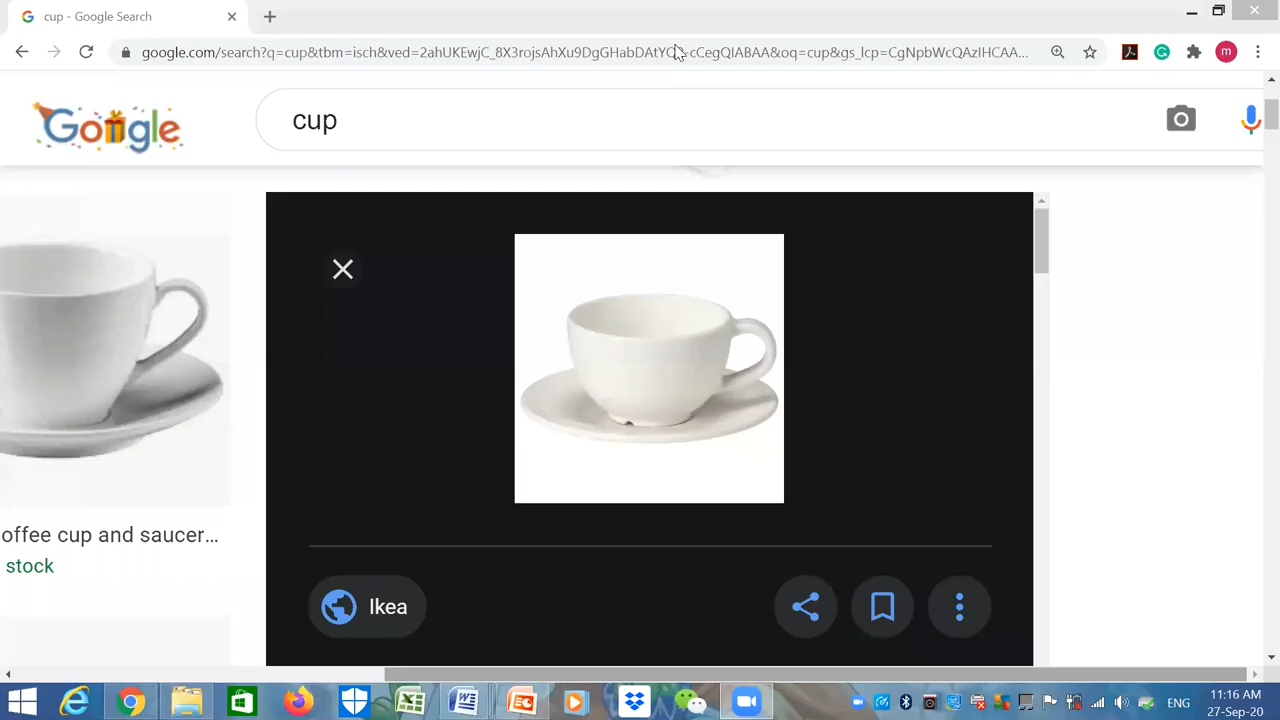 cup - Google Search
google.com/search?q=cup&tbm=isch&ved=2ahUKEwjC_8X3rojsAhXu9DgGHabDAtYQ2-cCegQIABAA&oq=cup&gs_lcp=CgNpbWcQAzIHCAA...
m
Google
cup
offee cup and saucer...
stock
Ikea
ENG
11:16 AM
27-Sep-20